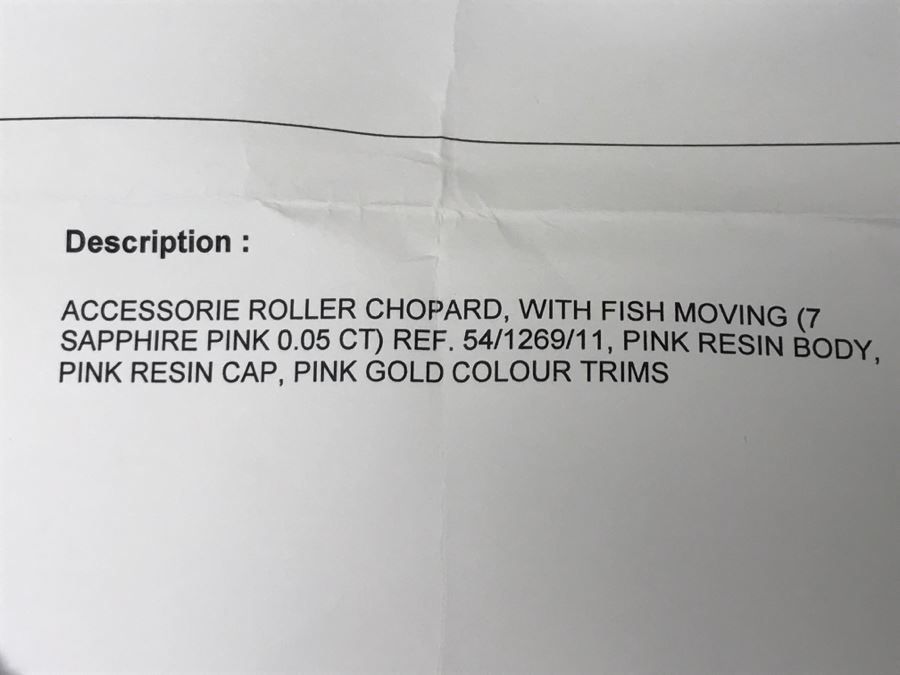 Description :
ACCESSORIE ROLLER CHOPARD, WITH FISH MOVING (7
SAPPHIRE PINK 0.05 CT) REF. 54/1269/11, PINK RESIN BODY,
PINK RESIN CAP, PINK GOLD COLOUR TRIMS